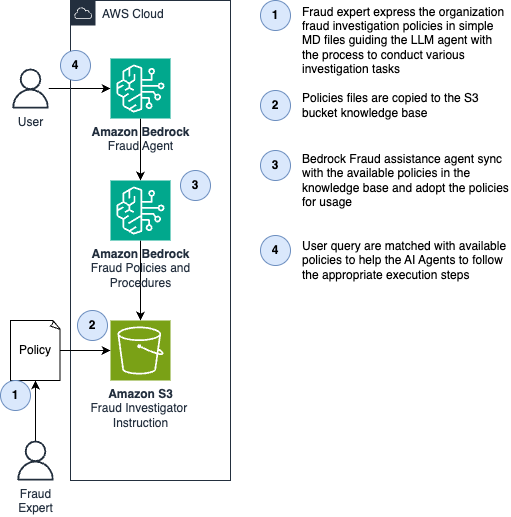 AWS Cloud
4
User
Amazon Bedrock
Fraud Agent
3
Amazon Bedrock
Fraud Policies and
Procedures
2
Policy
1
Amazon S3
Fraud Investigator
Instruction
Fraud
Expert
1
Fraud expert express the organization
fraud investigation policies in simple
MD files guiding the LLM agent with
the process to conduct various
investigation tasks
2
Policies files are copied to the S3
bucket knowledge base
3
Bedrock Fraud assistance agent sync
with the available policies in the
knowledge base and adopt the policies
for usage
4
User query are matched with available
policies to help the AI Agents to follow
the appropriate execution steps